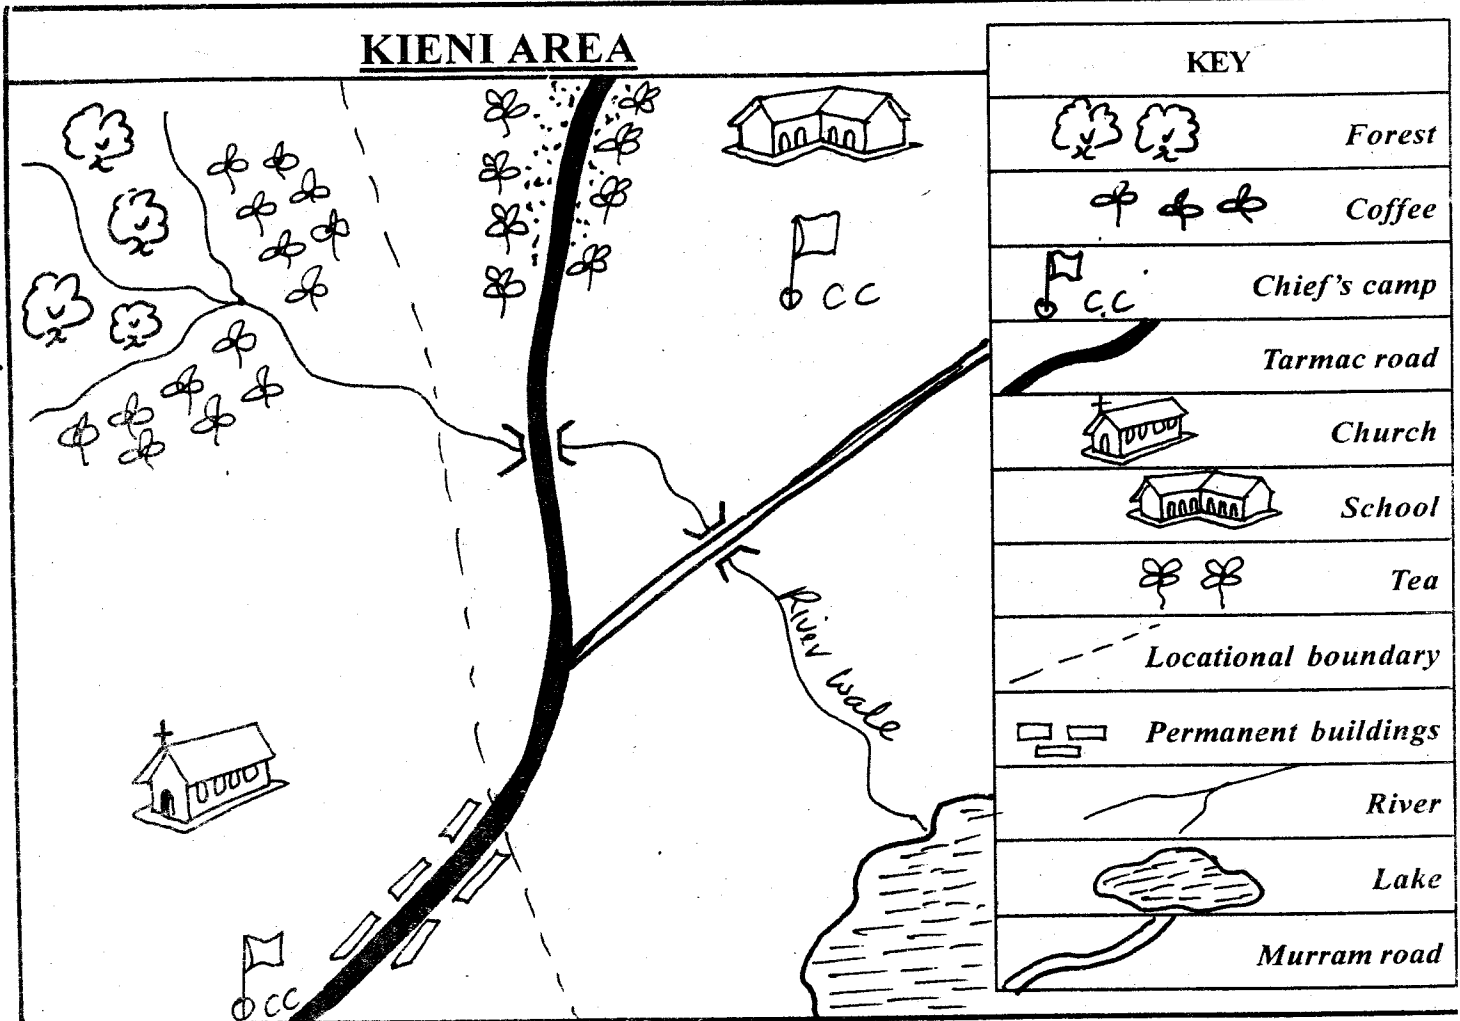 KIENI AREA
CC
River Wale
CC
KEY
Forest
Coffee
C.C
Chief's camp
Tarmac road
Church
School
Tea
Locational boundary
Permanent buildings
River
Lake
Murram road